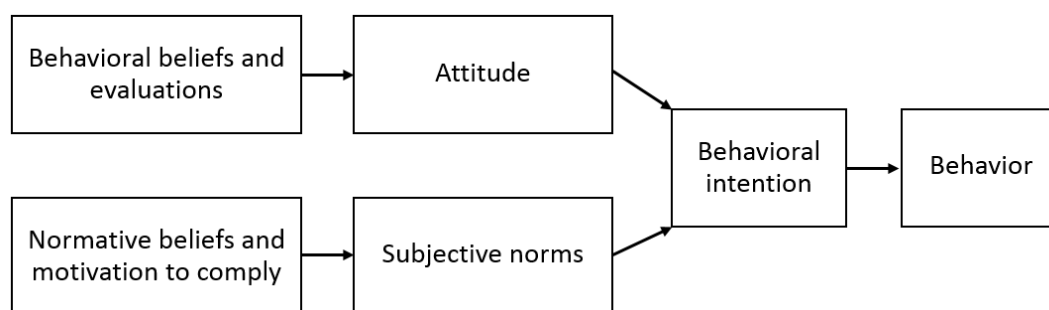 Behavioral beliefs and
evaluations
Attitude
Normative beliefs and
motivation to comply
Subjective norms
Behavioral
intention
Behavior